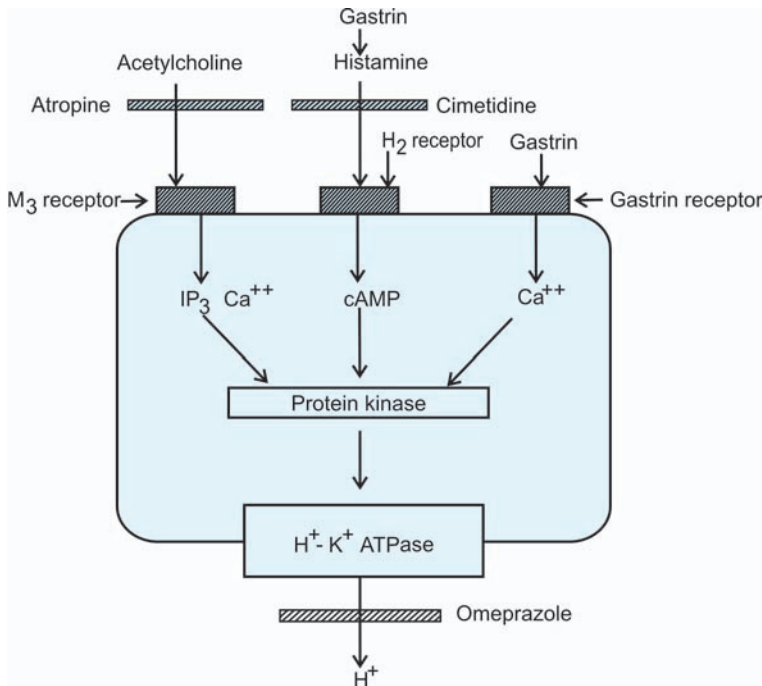 Gastrin
Acetylcholine
Histamine
Atropine
Cimetidine
H₂ receptor
Gastrin
M₃ receptor
Gastrin receptor
IP₃ Ca⁺⁺
cAMP
Ca⁺⁺
Protein kinase
H⁺- K⁺ ATPase
Omeprazole
H⁺